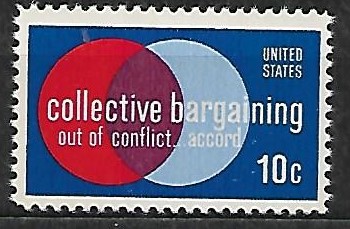 UNITED
STATES
collective bargaining
out of conflict...accord
10c